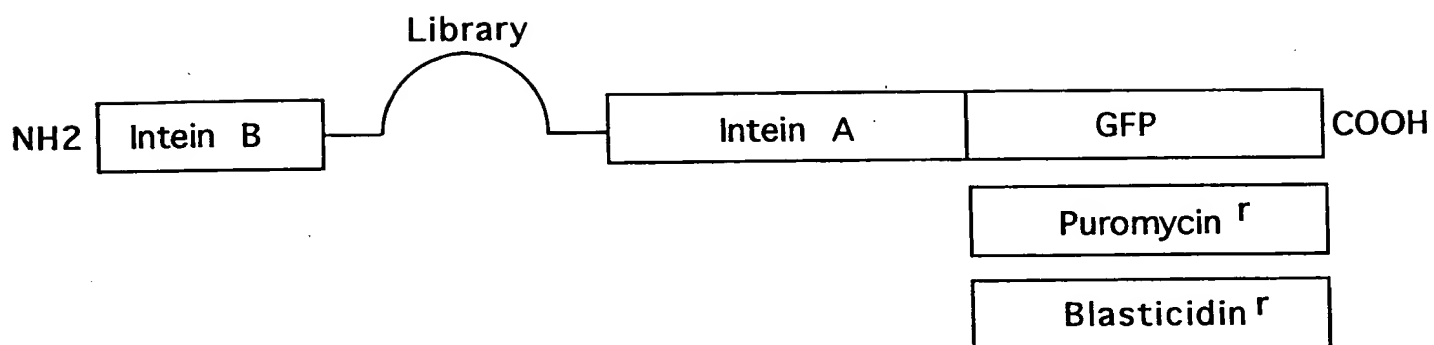 Library
NH2 Intein B Intein A GFP COOH
Puromycin r
Blasticidin r